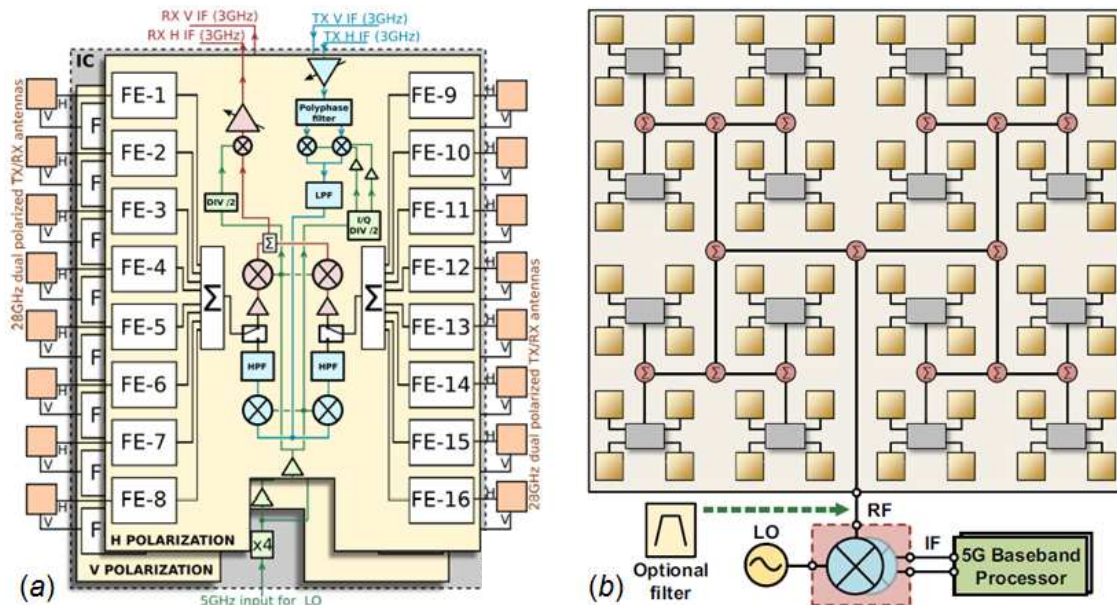 RX V IF (3GHz)
RX H IF (3GHz)
TX V IF (3GHz)
TX H IF (3GHz)
IC
28GHz dual polarized TX/RX antennas
H
V
H
V
H
V
H
V
H
V
H
V
H
V
H
V
F
F
F
F
F
F
F
F
FE-1
FE-2
FE-3
FE-4
FE-5
FE-6
FE-7
FE-8
Σ
Polyphase
filter
LPF
DIV /2
I/Q
DIV /2
Σ
HPF
HPF
Σ
FE-9
FE-10
FE-11
FE-12
FE-13
FE-14
FE-15
FE-16
H
V
H
V
H
V
H
V
H
V
H
V
H
V
H
V
28GHz dual polarized TX/RX antennas
H POLARIZATION
V POLARIZATION
x4
5GHz input for LO
(a)
Σ Σ Σ Σ Σ Σ
Σ Σ Σ
Σ Σ Σ Σ Σ Σ
RF
LO
IF
Optional
filter
5G Baseband
Processor
(b)